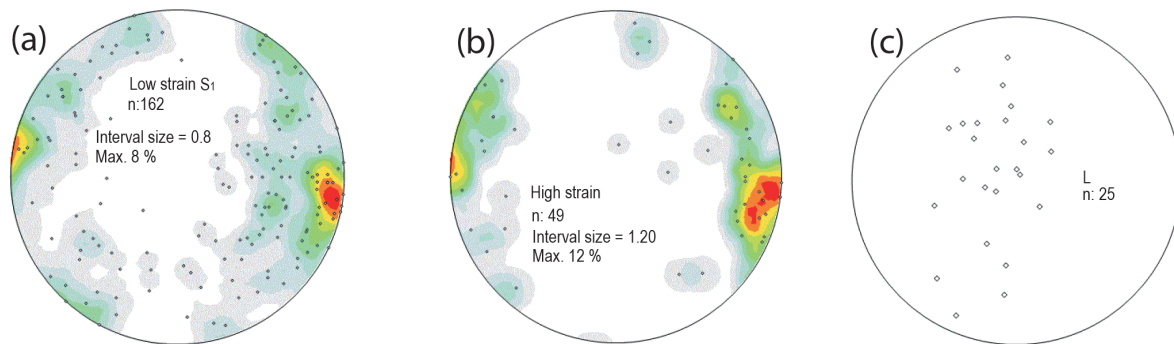 (a)
Low strain S1
n:162
Interval size = 0.8
Max. 8 %
(b)
High strain
n: 49
Interval size = 1.20
Max. 12 %
(c)
L
n: 25